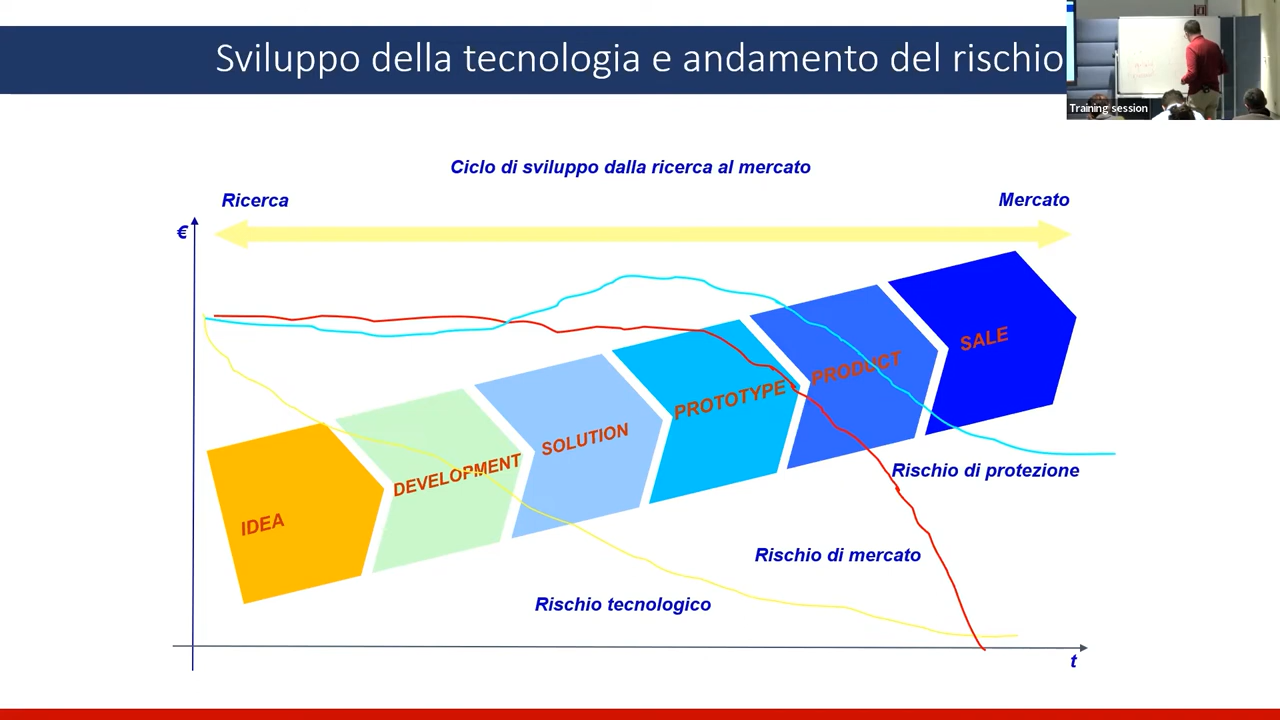 Sviluppo della tecnologia e andamento del rischio
Training session
Ciclo di sviluppo dalla ricerca al mercato
Ricerca
Mercato
€
SALE
PRODUCT
PROTOTYPE
SOLUTION
DEVELOPMENT
IDEA
Rischio di protezione
Rischio di mercato
Rischio tecnologico
t